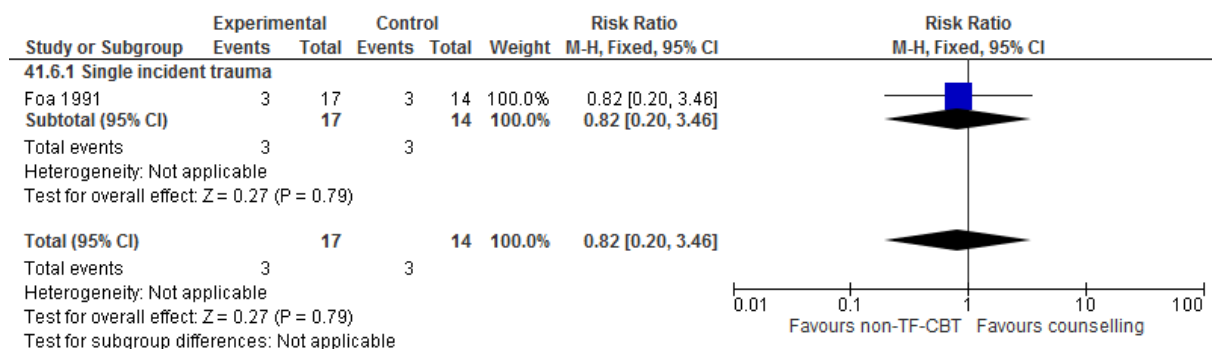 Experimental Control Risk Ratio Risk Ratio
Study or Subgroup Events Total Events Total Weight M-H, Fixed, 95% CI M-H, Fixed, 95% CI
41.6.1 Single incident trauma
Foa 1991 3 17 3 14 100.0% 0.82 [0.20, 3.46]
Subtotal (95% CI) 17 14 100.0% 0.82 [0.20, 3.46]
Total events 3 3
Heterogeneity: Not applicable
Test for overall effect: Z = 0.27 (P = 0.79)
Total (95% CI) 17 14 100.0% 0.82 [0.20, 3.46]
Total events 3 3
Heterogeneity: Not applicable
Test for overall effect: Z = 0.27 (P = 0.79)
Test for subgroup differences: Not applicable
0.01 0.1 1 10 100
Favours non-TF-CBT Favours counselling